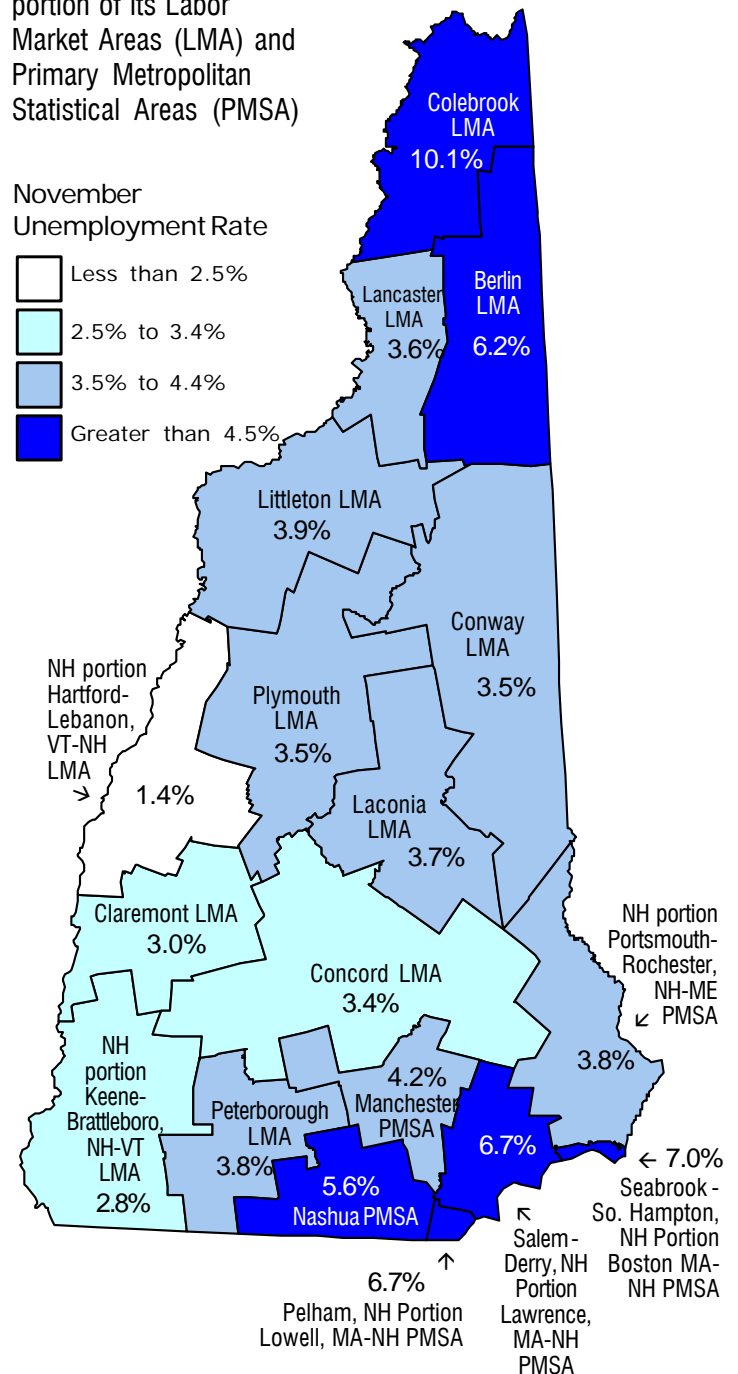 portion of its Labor
Market Areas (LMA) and
Primary Metropolitan
Statistical Areas (PMSA)
November
Unemployment Rate
Less than 2.5%
2.5% to 3.4%
3.5% to 4.4%
Greater than 4.5%
Colebrook
LMA
10.1%
Berlin
LMA
6.2%
Lancaster
LMA
3.6%
Littleton LMA
3.9%
Conway
LMA
3.5%
NH portion
Hartford-
Lebanon,
VT-NH
LMA
1.4%
Plymouth
LMA
3.5%
Laconia
LMA
3.7%
Claremont LMA
3.0%
Concord LMA
3.4%
NH portion
Portsmouth-
Rochester,
NH-ME
PMSA
3.8%
NH
portion
Keene-
Brattleboro,
NH-VT
LMA
2.8%
Peterborough
LMA
3.8%
4.2%
Manchester
PMSA
5.6%
Nashua PMSA
6.7%
7.0%
Seabrook -
So. Hampton,
NH Portion
Boston MA-
NH PMSA
Salem-
Derry, NH
Portion
Lawrence,
MA-NH
PMSA
6.7%
Pelham, NH Portion
Lowell, MA-NH PMSA